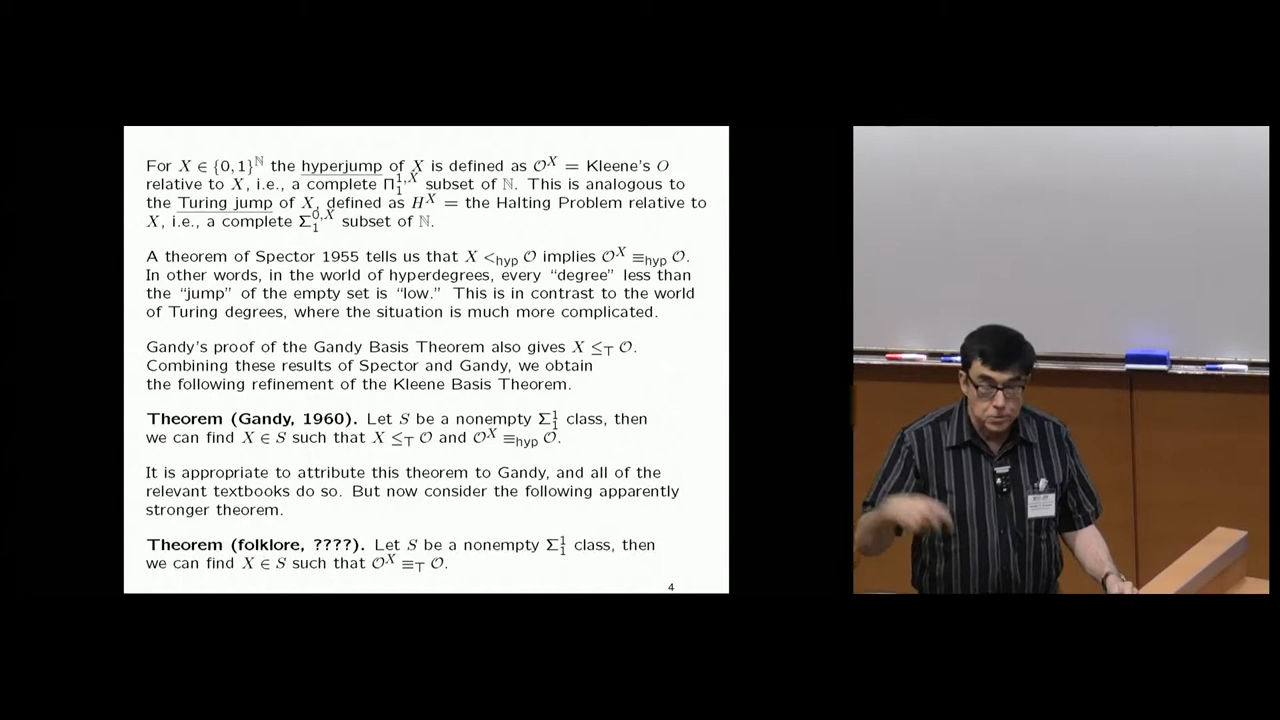 For X ∈ {0,1}^ℕ the hyperjump of X is defined as 𝒪^X = Kleene's O
relative to X, i.e., a complete Π^{1,X}_1 subset of ℕ. This is analogous to
the Turing jump of X, defined as H^X = the Halting Problem relative to
X, i.e., a complete Σ^{0,X}_1 subset of ℕ.
A theorem of Spector 1955 tells us that X <_hyp 𝒪 implies 𝒪^X ≡_hyp 𝒪.
In other words, in the world of hyperdegrees, every “degree” less than
the “jump” of the empty set is “low.” This is in contrast to the world
of Turing degrees, where the situation is much more complicated.
Gandy's proof of the Gandy Basis Theorem also gives X ≤_T 𝒪.
Combining these results of Spector and Gandy, we obtain
the following refinement of the Kleene Basis Theorem.
Theorem (Gandy, 1960). Let S be a nonempty Σ^1_1 class, then
we can find X ∈ S such that X ≤_T 𝒪 and 𝒪^X ≡_hyp 𝒪.
It is appropriate to attribute this theorem to Gandy, and all of the
relevant textbooks do so. But now consider the following apparently
stronger theorem.
Theorem (folklore, ????). Let S be a nonempty Σ^1_1 class, then
we can find X ∈ S such that 𝒪^X ≡_T 𝒪.
4